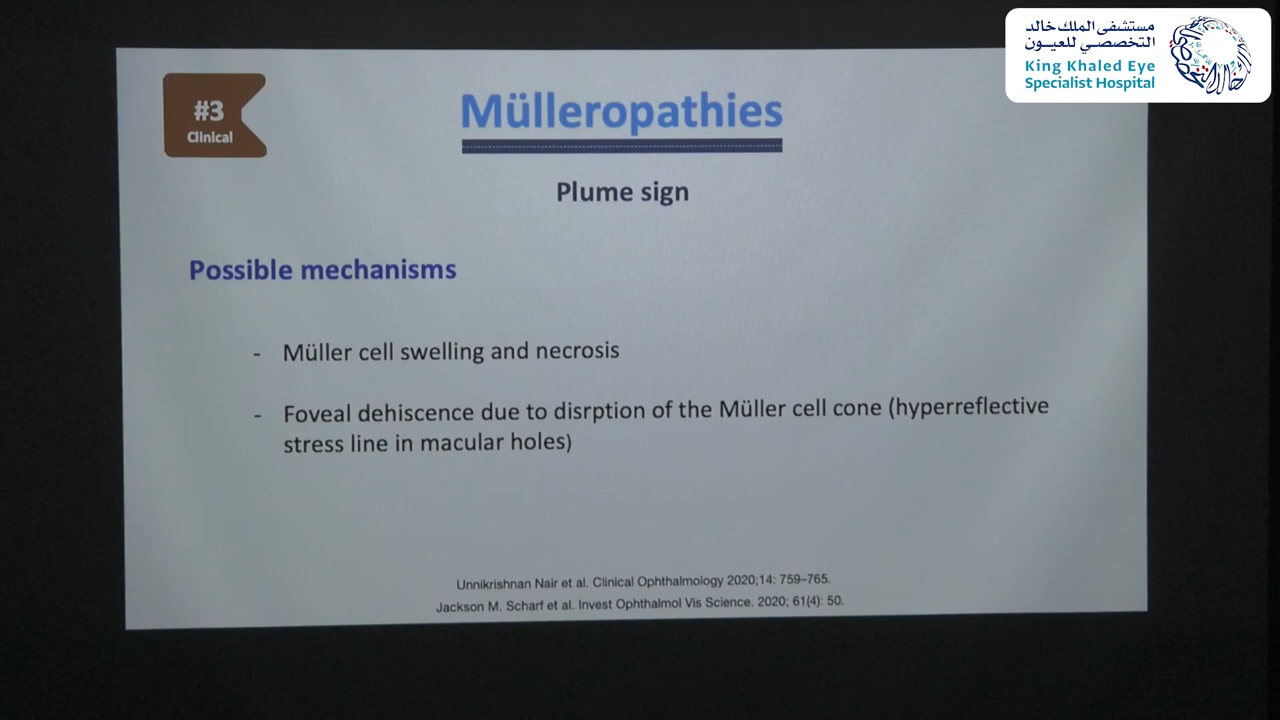 مستشفى الملك خالد
التخصصي للعيون
King Khaled Eye
Specialist Hospital
#3
Clinical
Mülleropathies
Plume sign
Possible mechanisms
- Müller cell swelling and necrosis
- Foveal dehiscence due to disrption of the Müller cell cone (hyperreflective
stress line in macular holes)
Unnikrishnan Nair et al. Clinical Ophthalmology 2020;14: 759–765.
Jackson M. Scharf et al. Invest Ophthalmol Vis Science. 2020; 61(4): 50.